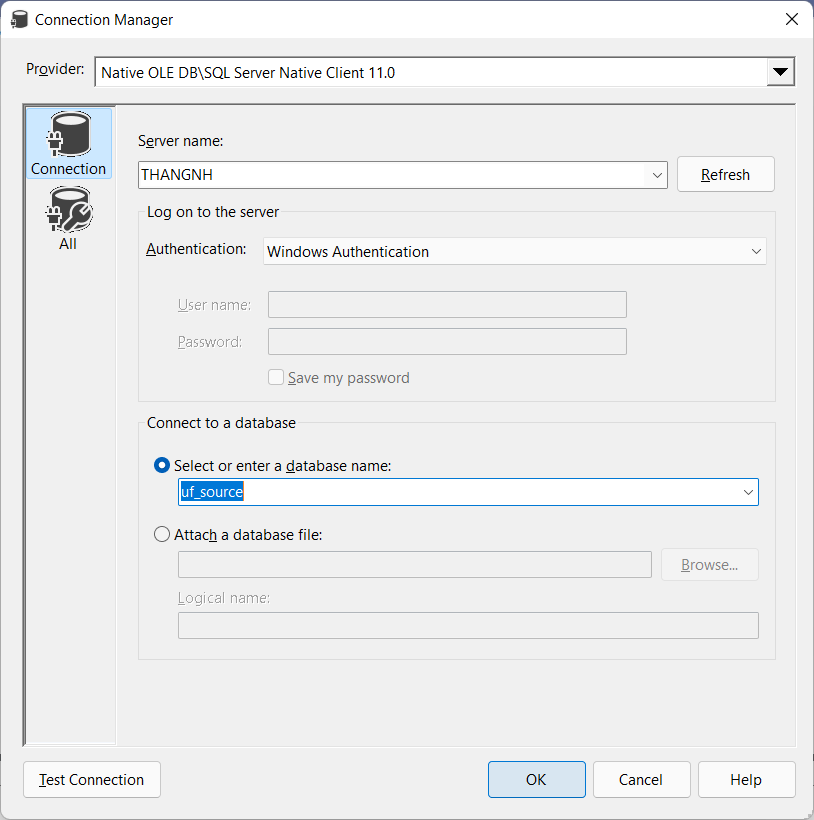 Connection Manager
Provider: Native OLE DB\SQL Server Native Client 11.0
Connection
All
Server name:
THANGNH
Refresh
Log on to the server
Authentication: Windows Authentication
User name:
Password:
Save my password
Connect to a database
Select or enter a database name:
uf_source
Attach a database file:
Browse...
Logical name:
Test Connection OK Cancel Help